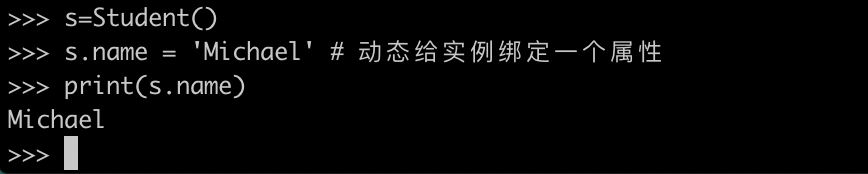 >>> s=Student()
>>> s.name = 'Michael' # 动态给实例绑定一个属性
>>> print(s.name)
Michael
>>>